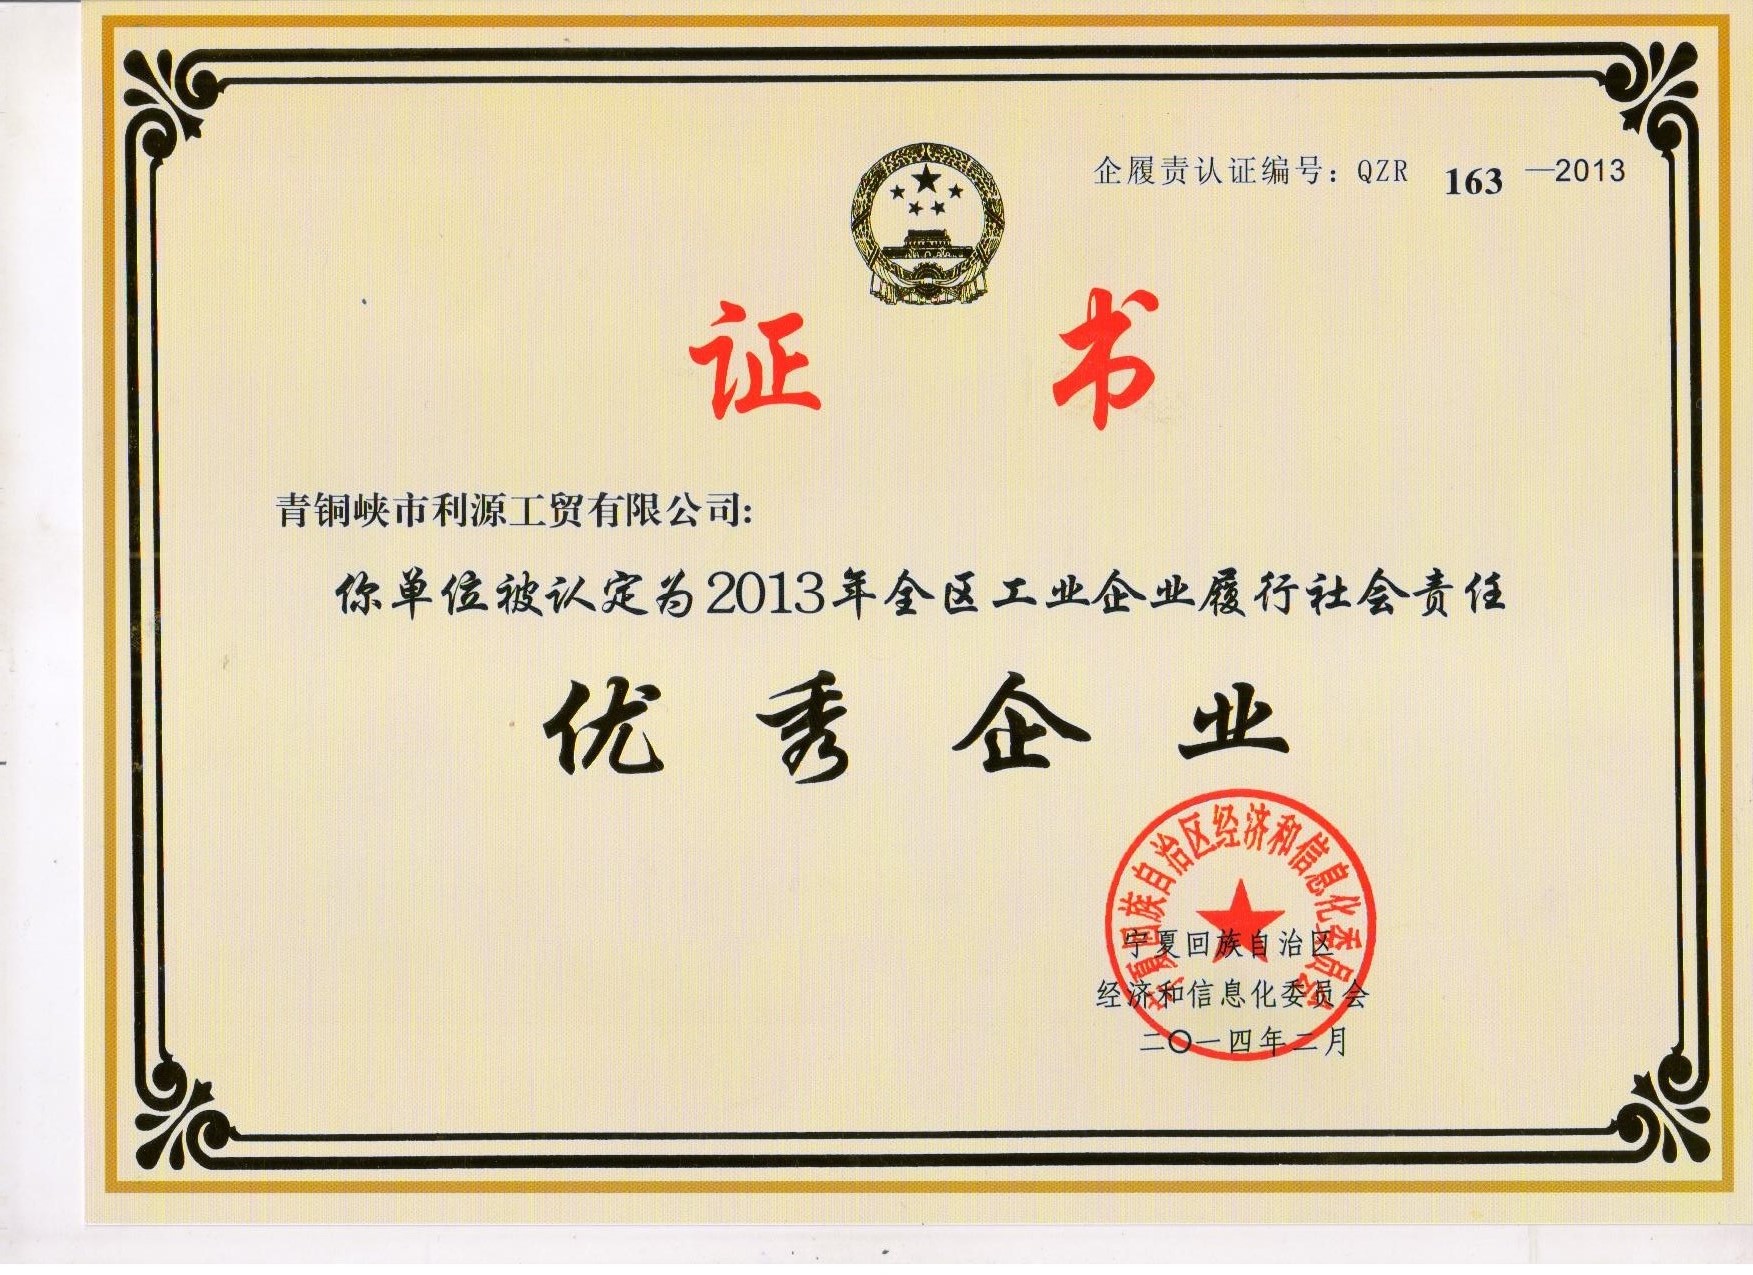 企履责认证编号：QZR 163 —2013
证书
青铜峡市利源工贸有限公司:
你单位被认定为2013年全区工业企业履行社会责任
优秀企业
宁夏回族自治区经济和信息化委员会
宁夏回族自治区
经济和信息化委员会
二〇一四年二月